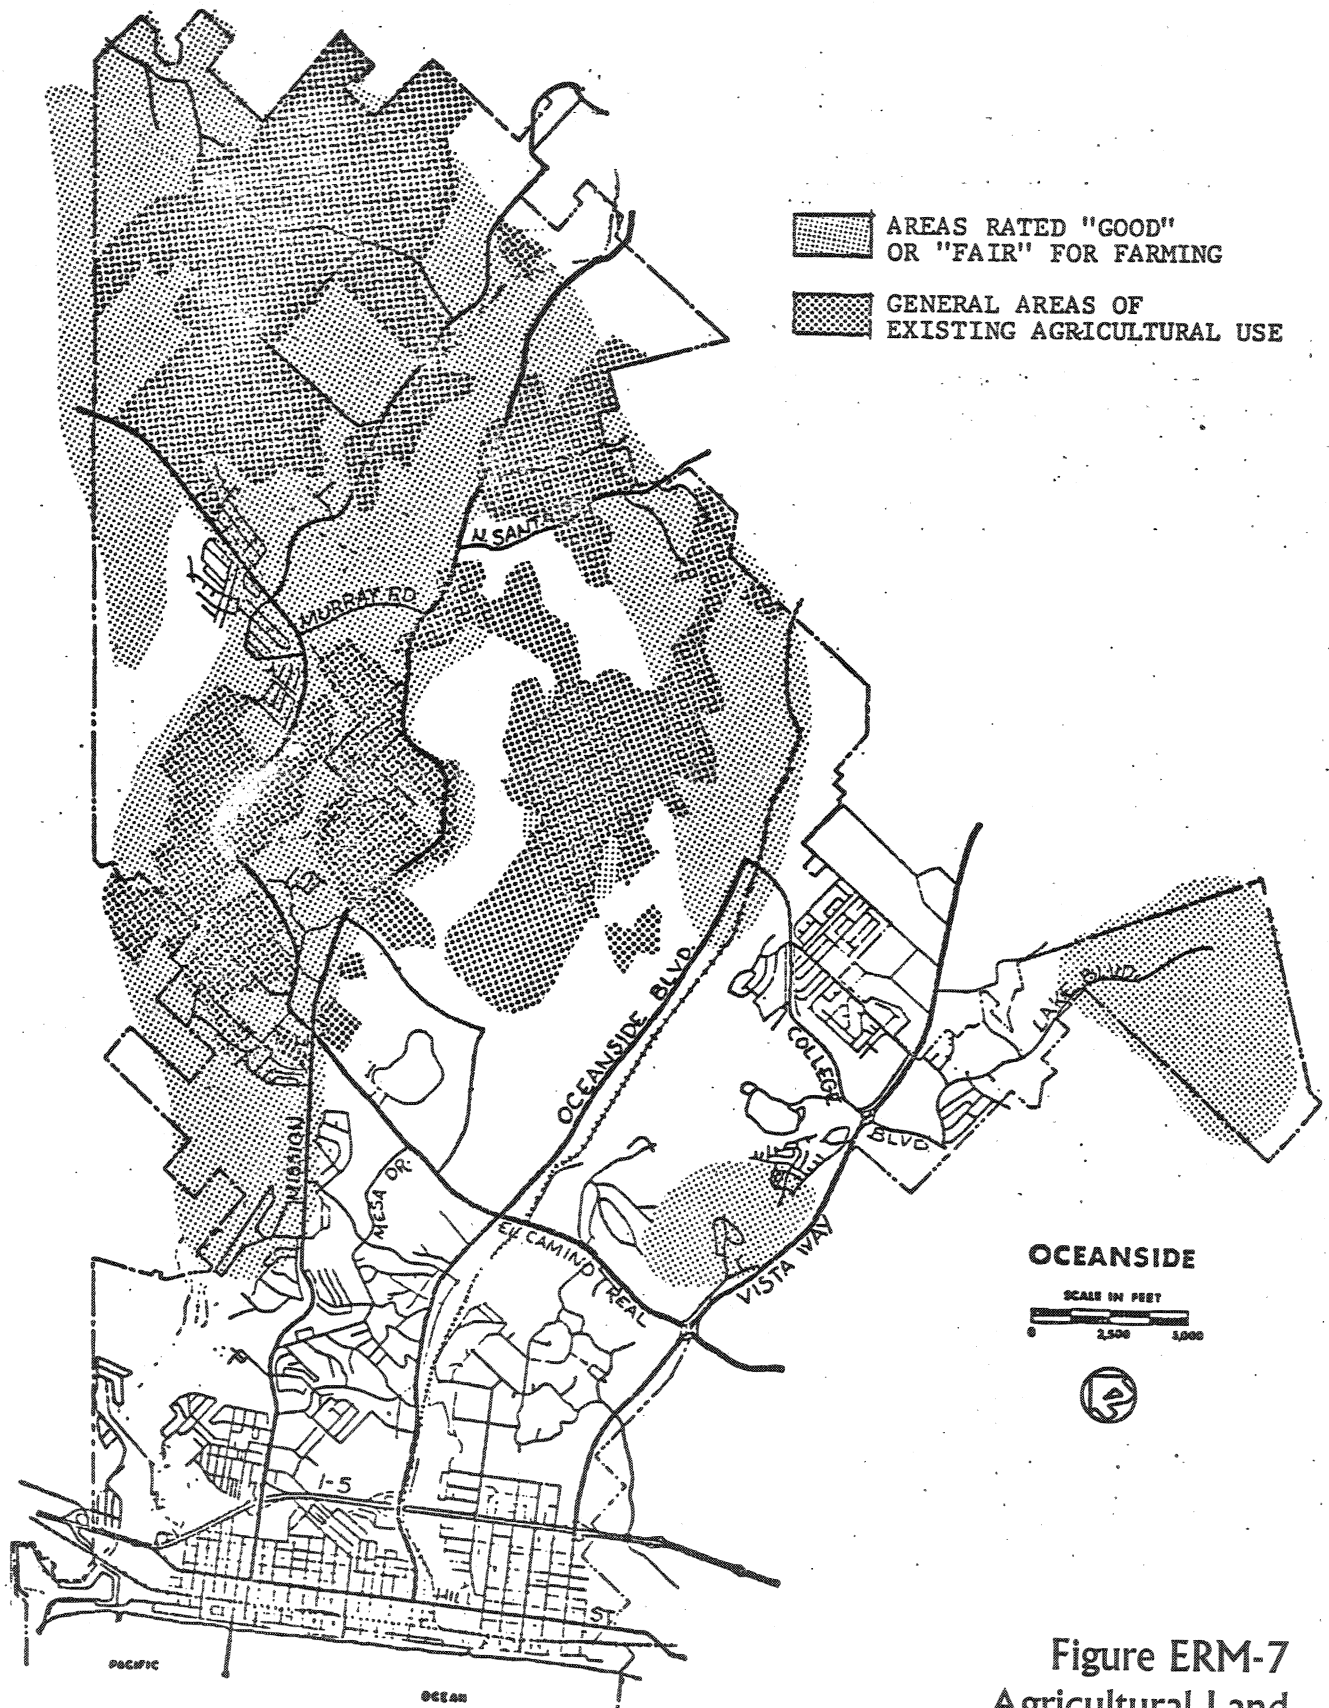 AREAS RATED "GOOD"
OR "FAIR" FOR FARMING
GENERAL AREAS OF
EXISTING AGRICULTURAL USE
N. SANTA
MURRAY RD
OCEANSIDE BLVD.
LAKE BLVD.
COLLEGE
BLVD.
MISSION
MESA DR.
EL CAMINO REAL
VISTA WAY
OCEANSIDE
SCALE IN FEET
0 2,500 5,000
I-5
HILL
ST.
PACIFIC
OCEAN
Figure ERM-7
Agricultural Land